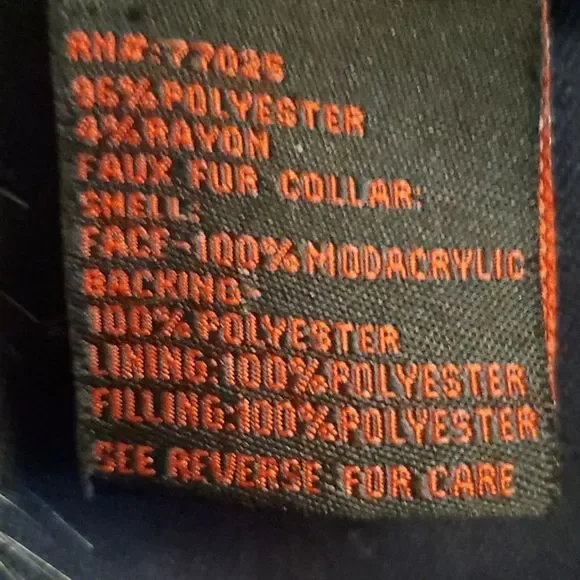 RN#:77025
96%POLYESTER
4%RAYON
FAUX FUR COLLAR:
SHELL:
FACE-100%MODACRYLIC
BACKING-
100%POLYESTER
LINING:100%POLYESTER
FILLING:100%POLYESTER
SEE REVERSE FOR CARE